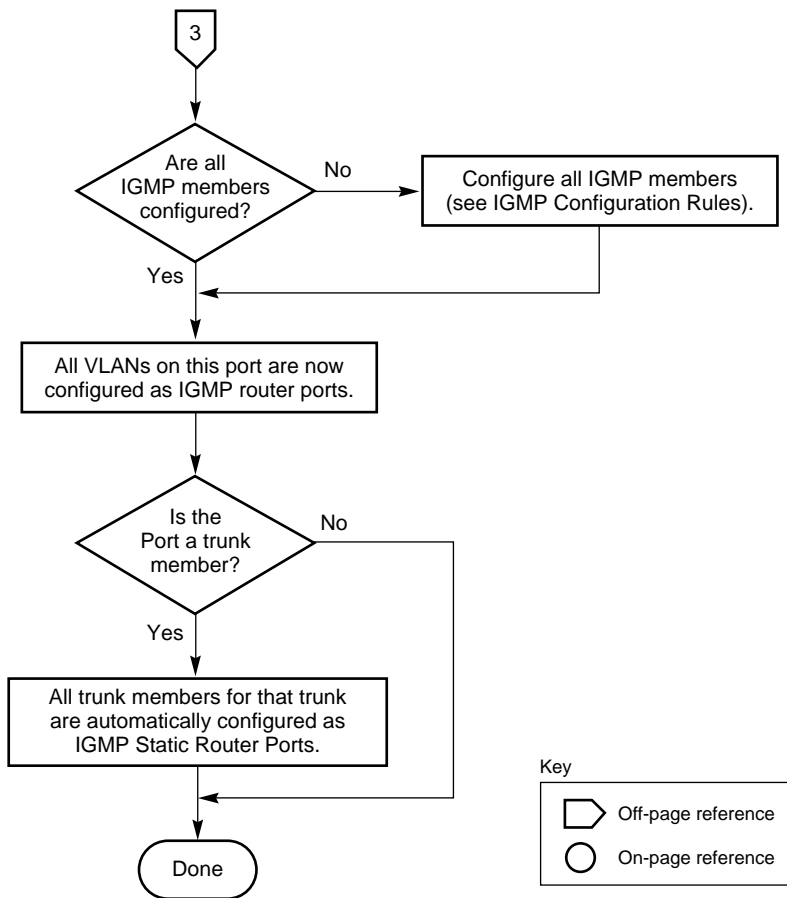 3
Are all
IGMP members
configured?
No
Configure all IGMP members
(see IGMP Configuration Rules).
Yes
All VLANs on this port are now
configured as IGMP router ports.
Is the
Port a trunk
member?
No
Yes
All trunk members for that trunk
are automatically configured as
IGMP Static Router Ports.
Key
Off-page reference
On-page reference
Done